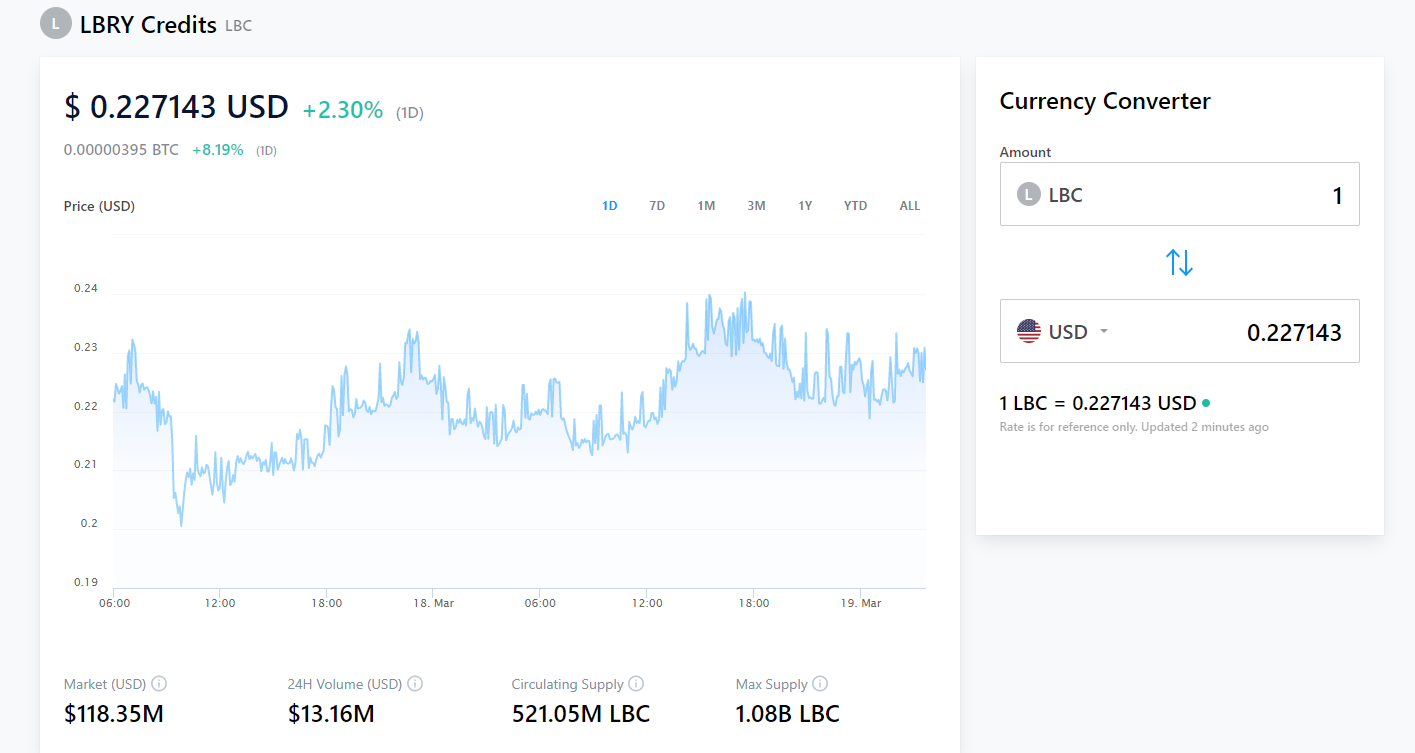 L LBRY Credits LBC
$ 0.227143 USD +2.30% (1D)
0.00000395 BTC +8.19% (1D)
Price (USD) 1D 7D 1M 3M 1Y YTD ALL
0.24
0.23
0.22
0.21
0.2
0.19
06:00 12:00 18:00 18. Mar 06:00 12:00 18:00 19. Mar
Market (USD) 24H Volume (USD) Circulating Supply Max Supply
$118.35M $13.16M 521.05M LBC 1.08B LBC
Currency Converter
Amount
L LBC 1
USD 0.227143
1 LBC = 0.227143 USD
Rate is for reference only. Updated 2 minutes ago